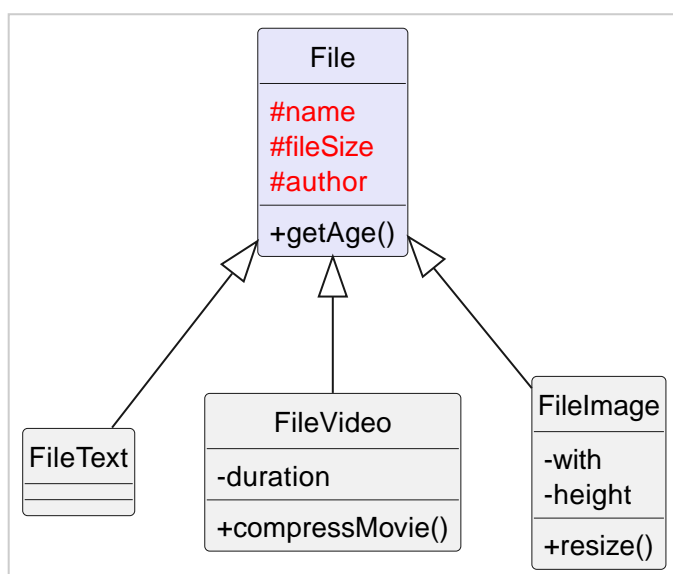 File
#name
#fileSize
#author
+getAge()
FileText
FileVideo
-duration
+compressMovie()
FileImage
-with
-height
+resize()